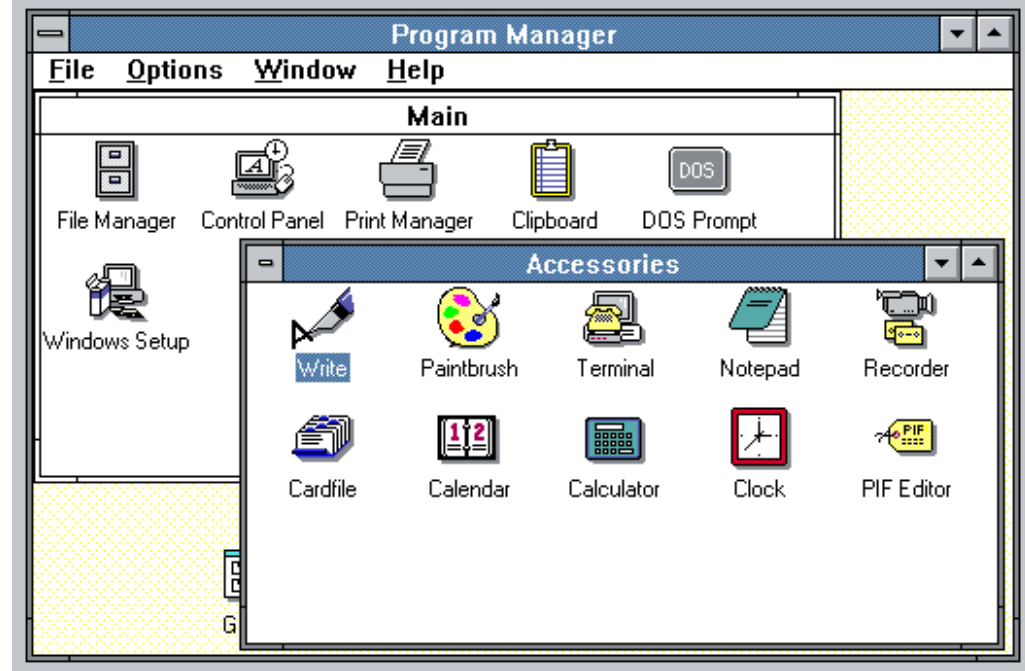 Program Manager
File Options Window Help
Main
DOS
File Manager Control Panel Print Manager Clipboard DOS Prompt
Windows Setup
Accessories
Write Paintbrush Terminal Notepad Recorder
1 2
PIF
Cardfile Calendar Calculator Clock PIF Editor
G